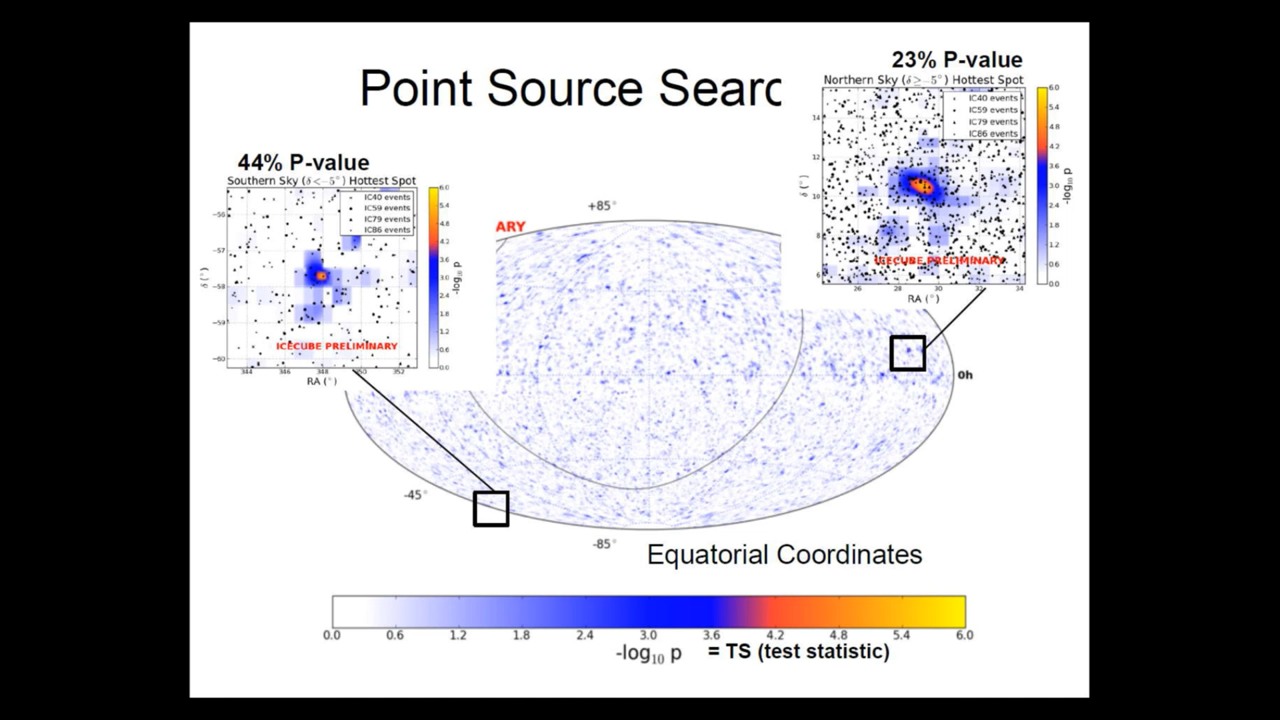 23% P-value
Northern Sky (δ≥−5°) Hottest Spot
Point Source Searc
IC40 events
IC59 events
IC79 events
IC86 events
6.0
5.4
4.8
4.2
3.6
3.0
2.4
1.8
1.2
0.6
0.0
-log₁₀ p
14
12
10
8
6
δ (°)
ICECUBE PRELIMINARY
26 28 30 32 34
RA (°)
44% P-value
Southern Sky (δ<−5°) Hottest Spot
IC40 events
IC59 events
IC79 events
IC86 events
6.0
5.4
4.8
4.2
3.6
3.0
2.4
1.8
1.2
0.6
0.0
-log₁₀ p
−56
−57
−58
−59
−60
δ (°)
ICECUBE PRELIMINARY
344 346 348 350 352
RA (°)
+85°
ARY
0h
-45°
-85°
Equatorial Coordinates
0.0 0.6 1.2 1.8 2.4 3.0 3.6 4.2 4.8 5.4 6.0
-log₁₀ p = TS (test statistic)